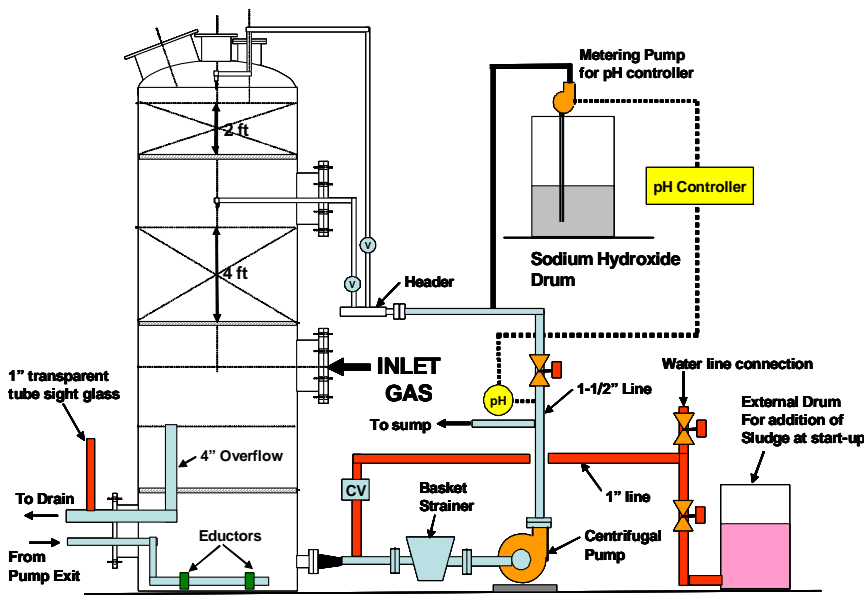 Metering Pump
for pH controller
2 ft
pH Controller
V
Sodium Hydroxide
Drum
4 ft
V
Header
INLET
GAS
1” transparent
tube sight glass
Water line connection
pH
1-1/2” Line
External Drum
For addition of
Sludge at start-up
To sump
4” Overflow
1” line
To Drain
CV
Basket
Strainer
Eductors
Centrifugal
Pump
From
Pump Exit